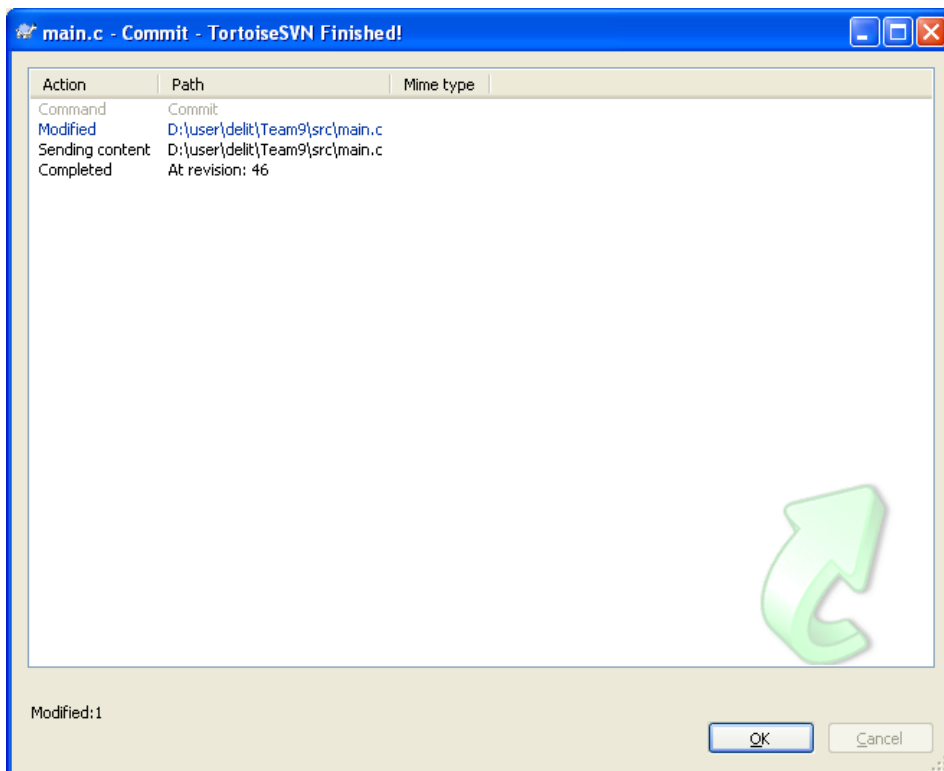 main.c - Commit - TortoiseSVN Finished!
Action Path Mime type
Command Commit
Modified D:\user\delit\Team9\src\main.c
Sending content D:\user\delit\Team9\src\main.c
Completed At revision: 46
Modified:1
OK Cancel